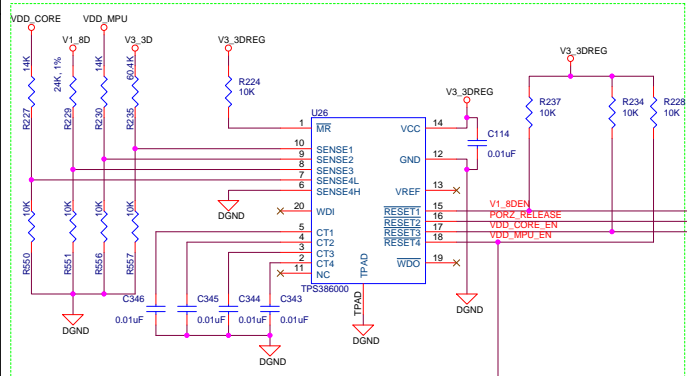 VDD_CORE
VDD_MPU
V1_8D
V3_3D
V3_3DREG
V3_3DREG
V3_3DREG
14K
24K, 1%
14K
60.4K
R227
R229
R230
R235
R224
10K
R237
10K
R234
10K
R228
10K
U26
1
MR
VCC
14
C114
0.01uF
10
SENSE1
9
SENSE2
8
SENSE3
7
SENSE4L
6
SENSE4H
GND
12
VREF
13
DGND
20
WDI
RESET1
15
V1_8DEN
RESET2
16
PORZ_RELEASE
RESET3
17
VDD_CORE_EN
RESET4
18
VDD_MPU_EN
5
CT1
4
CT2
3
CT3
2
CT4
11
NC
WDO
19
TPAD
TPS386000
TPAD
10K
10K
10K
10K
R550
R551
R556
R557
DGND
C346
0.01uF
C345
0.01uF
C344
0.01uF
C343
0.01uF
DGND
DGND
DGND